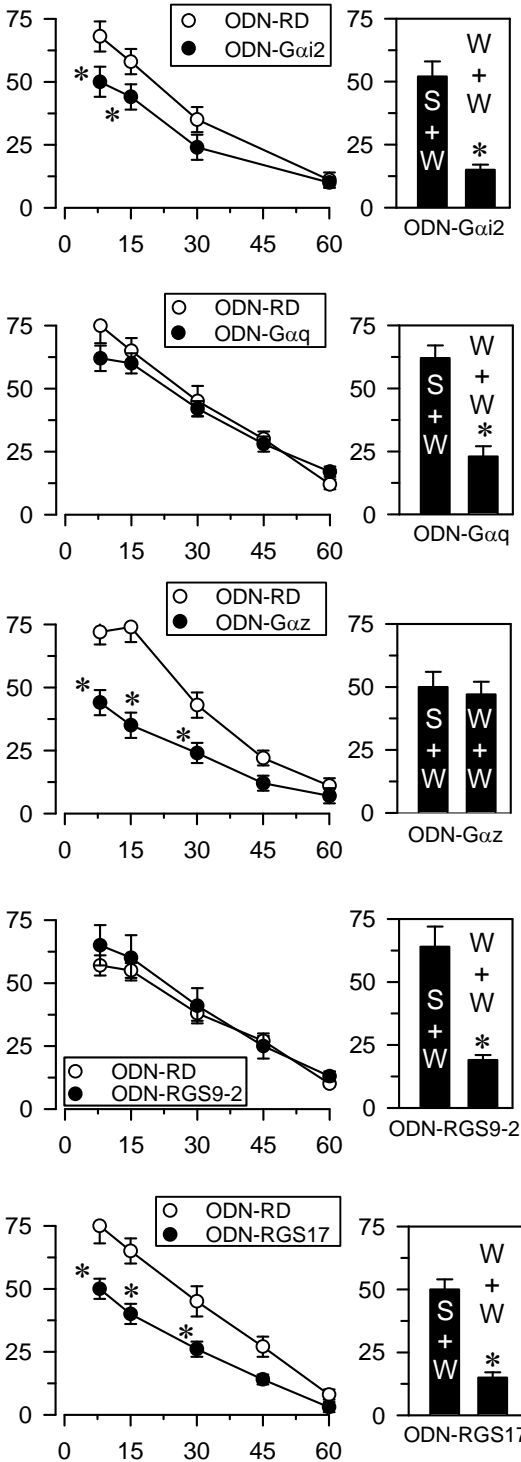 ODN-RD
ODN-Gαi2
75
50
25
0
*
*
0 15 30 45 60
75
50
25
0
S
+
W
W
+
W
*
ODN-Gαi2
ODN-RD
ODN-Gαq
75
50
25
0
0 15 30 45 60
75
50
25
0
S
+
W
W
+
W
*
ODN-Gαq
ODN-RD
ODN-Gαz
75
50
25
0
*
*
*
0 15 30 45 60
75
50
25
0
S
+
W
W
+
W
ODN-Gαz
75
50
25
0
ODN-RD
ODN-RGS9-2
0 15 30 45 60
75
50
25
0
S
+
W
W
+
W
*
ODN-RGS9-2
ODN-RD
ODN-RGS17
75
50
25
0
*
*
*
0 15 30 45 60
75
50
25
0
S
+
W
W
+
W
*
ODN-RGS17